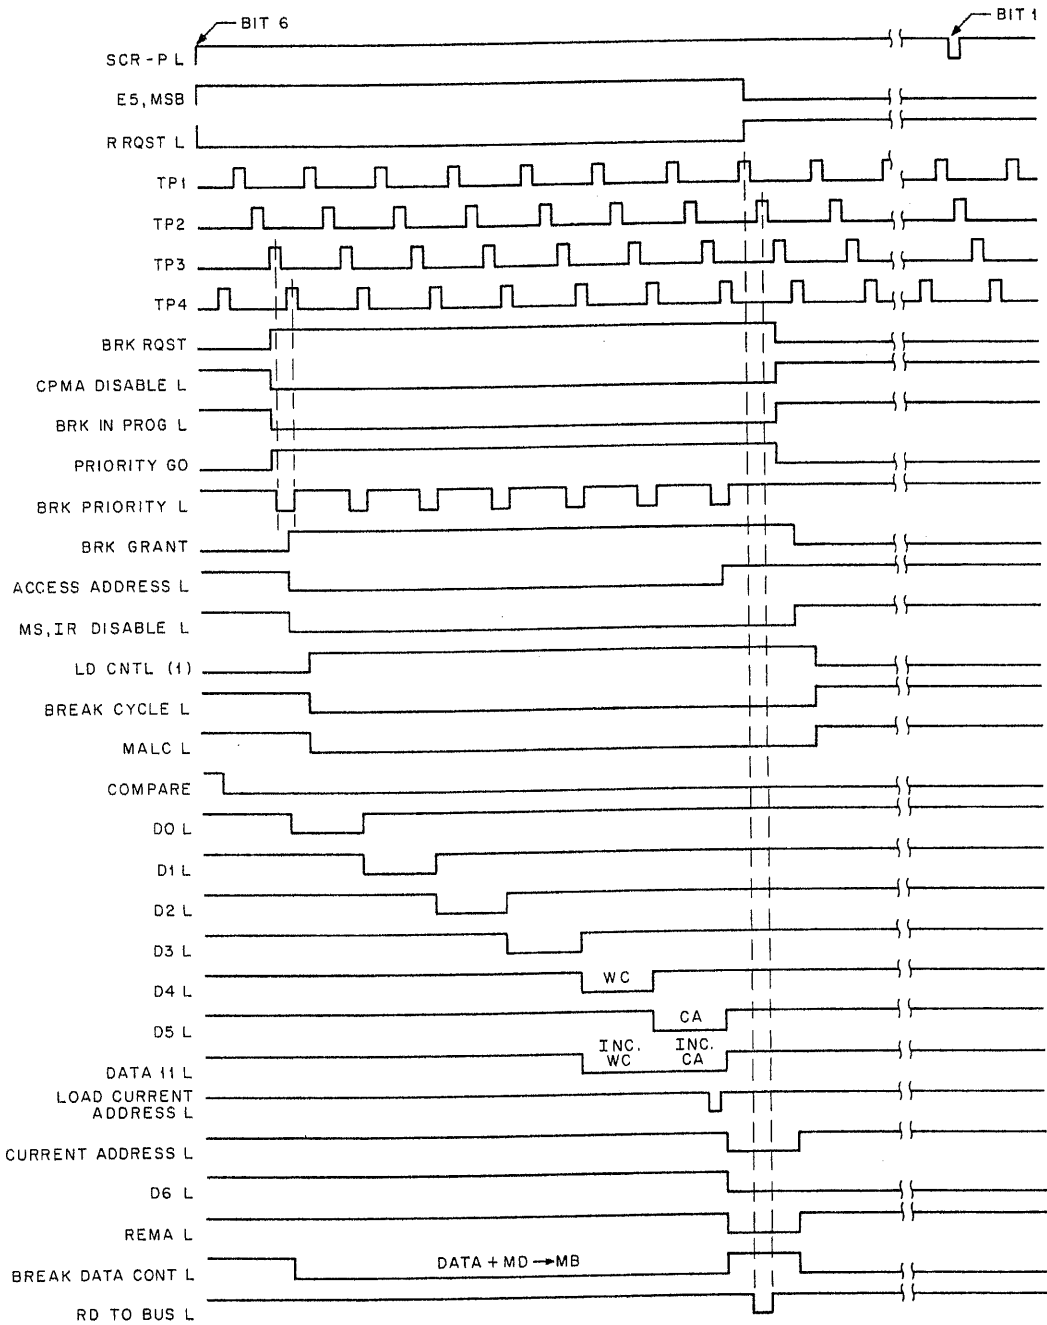 BIT 6
BIT 1
SCR-P L
E5, MSB
R RQST L
TP1
TP2
TP3
TP4
BRK RQST
CPMA DISABLE L
BRK IN PROG L
PRIORITY GO
BRK PRIORITY L
BRK GRANT
ACCESS ADDRESS L
MS, IR DISABLE L
LD CNTL (1)
BREAK CYCLE L
MALC L
COMPARE
D0 L
D1 L
D2 L
D3 L
WC
D4 L
CA
D5 L
INC. INC.
WC CA
DATA 11 L
LOAD CURRENT
ADDRESS L
CURRENT ADDRESS L
D6 L
REMA L
DATA + MD → MB
BREAK DATA CONT L
RD TO BUS L